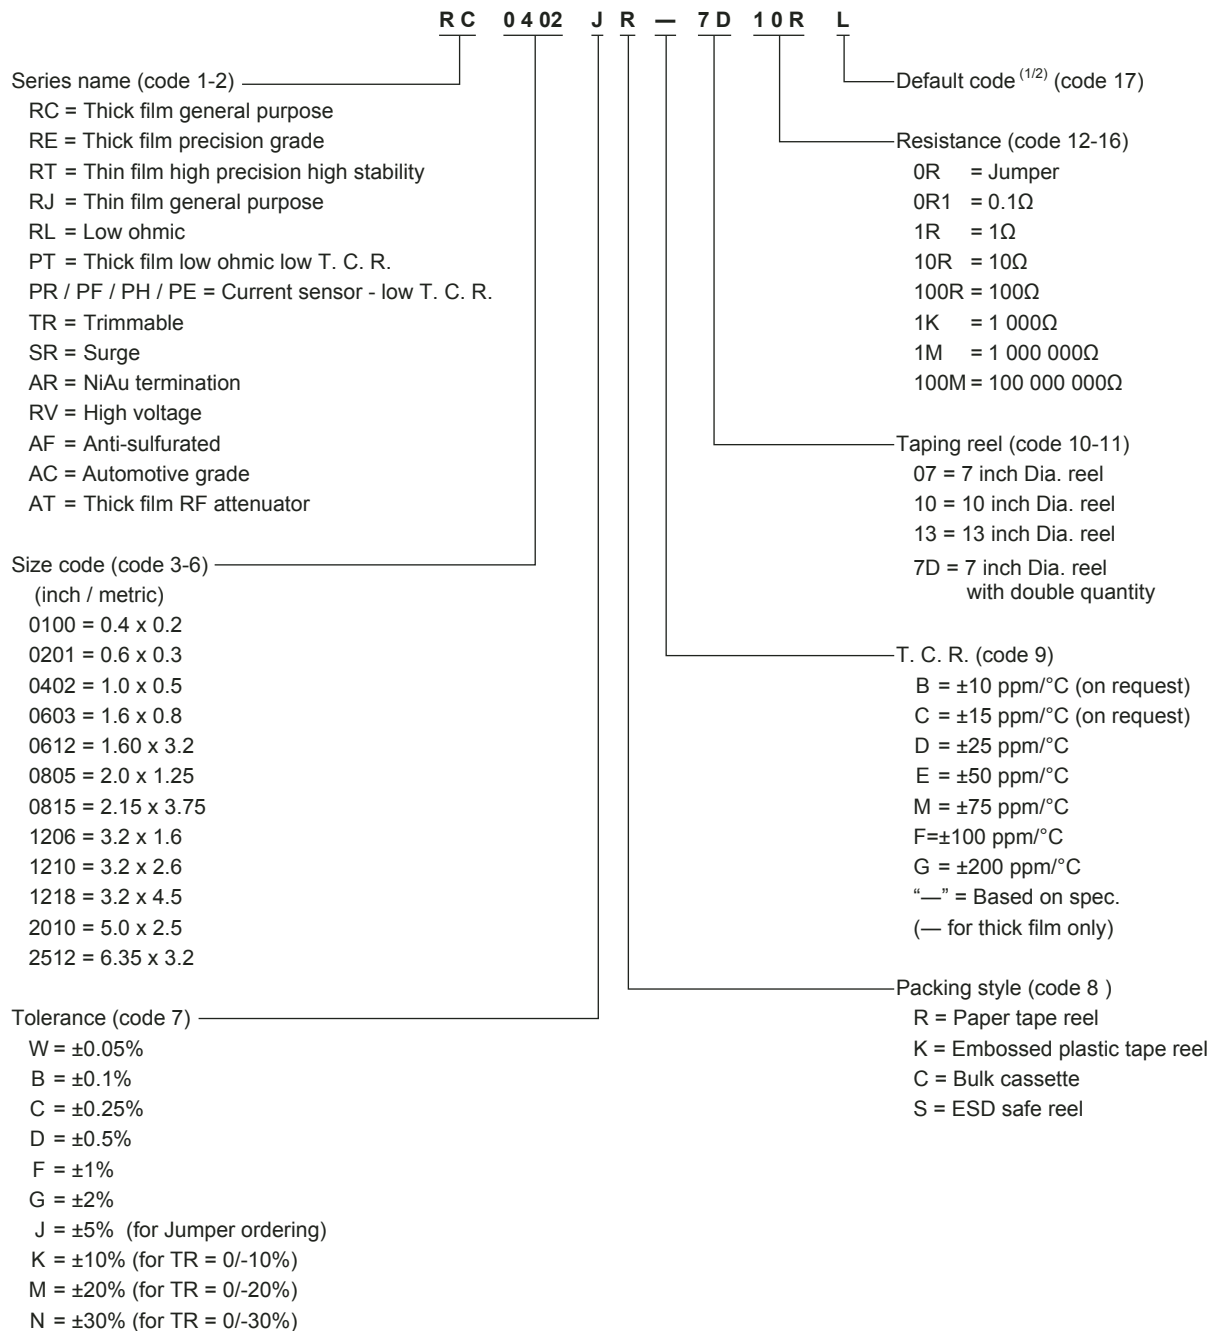 RC 0402 J R — 7D 10R L
Series name (code 1-2)
RC = Thick film general purpose
RE = Thick film precision grade
RT = Thin film high precision high stability
RJ = Thin film general purpose
RL = Low ohmic
PT = Thick film low ohmic low T. C. R.
PR / PF / PH / PE = Current sensor - low T. C. R.
TR = Trimmable
SR = Surge
AR = NiAu termination
RV = High voltage
AF = Anti-sulfurated
AC = Automotive grade
AT = Thick film RF attenuator
Size code (code 3-6)
(inch / metric)
0100 = 0.4 x 0.2
0201 = 0.6 x 0.3
0402 = 1.0 x 0.5
0603 = 1.6 x 0.8
0612 = 1.60 x 3.2
0805 = 2.0 x 1.25
0815 = 2.15 x 3.75
1206 = 3.2 x 1.6
1210 = 3.2 x 2.6
1218 = 3.2 x 4.5
2010 = 5.0 x 2.5
2512 = 6.35 x 3.2
Tolerance (code 7)
W = ±0.05%
B = ±0.1%
C = ±0.25%
D = ±0.5%
F = ±1%
G = ±2%
J = ±5% (for Jumper ordering)
K = ±10% (for TR = 0/-10%)
M = ±20% (for TR = 0/-20%)
N = ±30% (for TR = 0/-30%)
Default code (1/2) (code 17)
Resistance (code 12-16)
0R = Jumper
0R1 = 0.1Ω
1R = 1Ω
10R = 10Ω
100R = 100Ω
1K = 1 000Ω
1M = 1 000 000Ω
100M = 100 000 000Ω
Taping reel (code 10-11)
07 = 7 inch Dia. reel
10 = 10 inch Dia. reel
13 = 13 inch Dia. reel
7D = 7 inch Dia. reel
with double quantity
T. C. R. (code 9)
B = ±10 ppm/°C (on request)
C = ±15 ppm/°C (on request)
D = ±25 ppm/°C
E = ±50 ppm/°C
M = ±75 ppm/°C
F=±100 ppm/°C
G = ±200 ppm/°C
“—” = Based on spec.
(— for thick film only)
Packing style (code 8 )
R = Paper tape reel
K = Embossed plastic tape reel
C = Bulk cassette
S = ESD safe reel